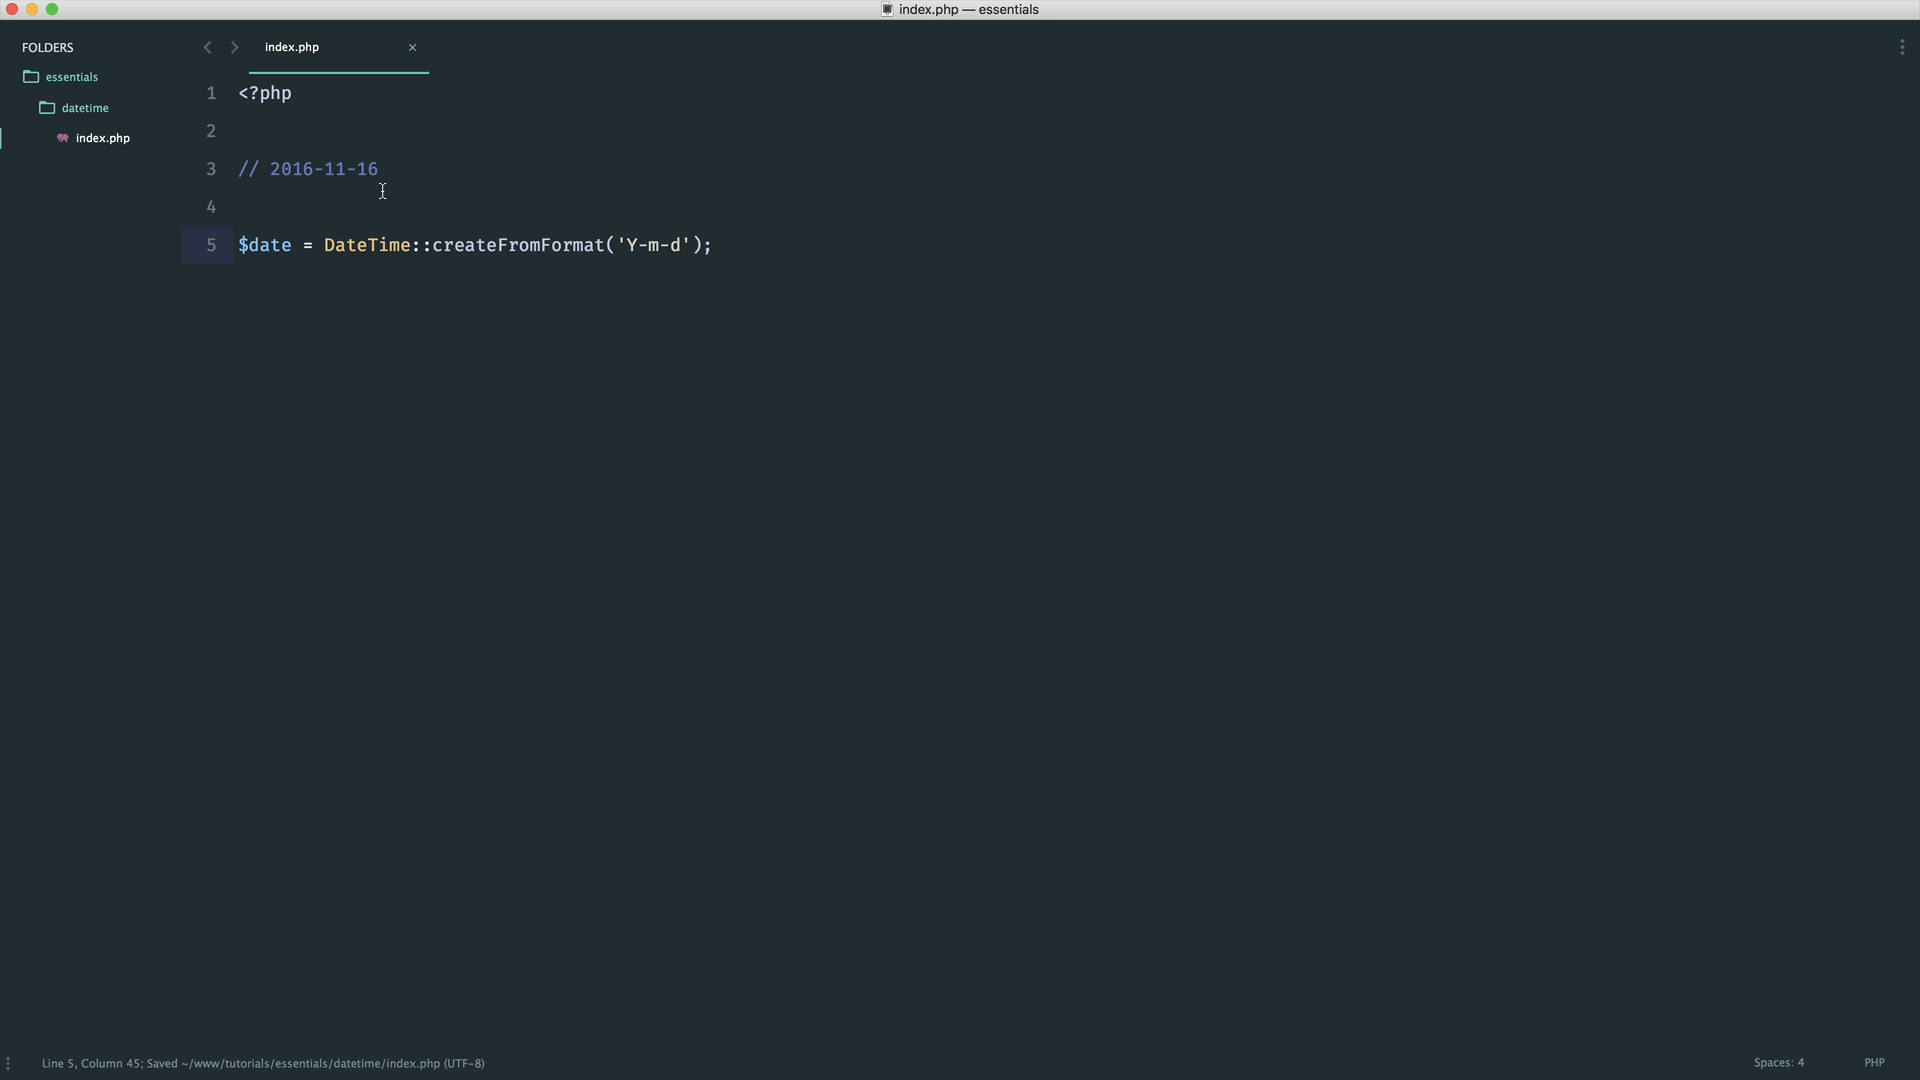 index.php — essentials
FOLDERS
essentials
datetime
index.php
index.php ×
1 <?php
2
3 // 2016-11-16
4
5 $date = DateTime::createFromFormat('Y-m-d');
Line 5, Column 45; Saved ~/www/tutorials/essentials/datetime/index.php (UTF-8)
Spaces: 4
PHP